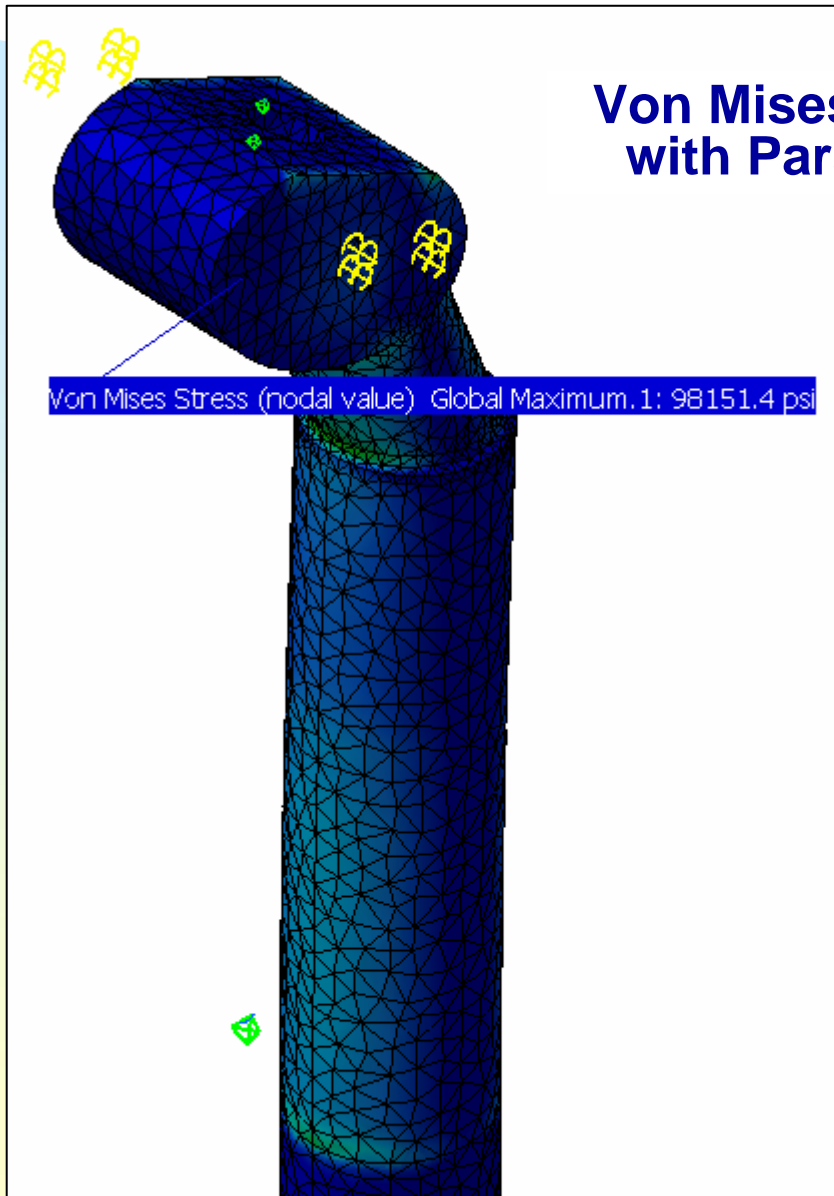 Von Mises
with Par
Von Mises Stress (nodal value) Global Maximum.1: 98151.4 psi